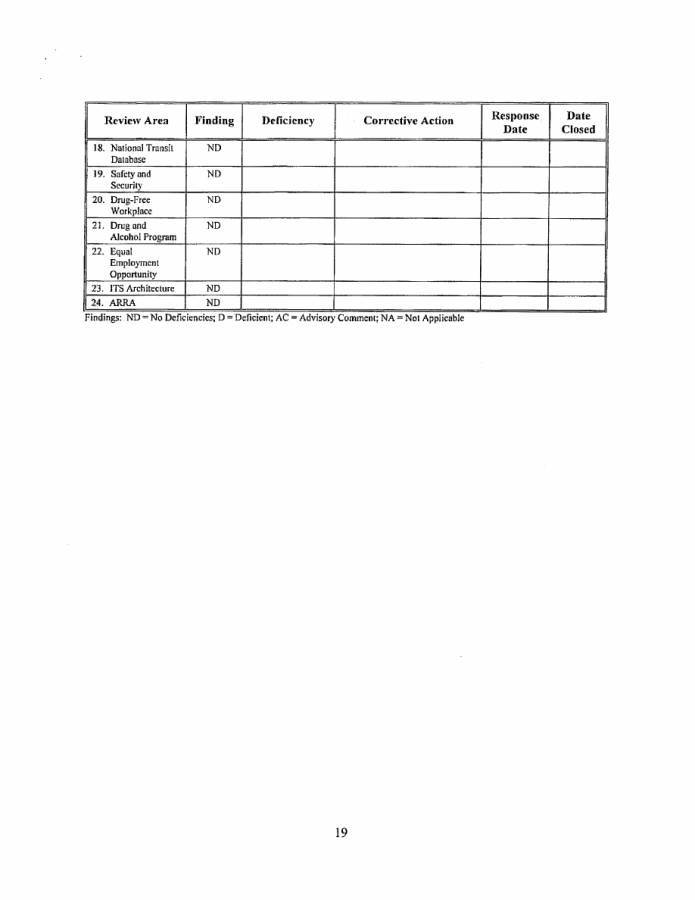 Review Area Finding Deficiency Corrective Action Response Date Date Closed
18. National Transit ND
Database
19. Safety and ND
Security
20. Drug-Free ND
Workplace
21. Drug and ND
Alcohol Program
22. Equal ND
Employment
Opportunity
23. ITS Architecture ND
24. ARRA ND
Findings: ND = No Deficiencies; D = Deficient; AC = Advisory Comment; NA = Not Applicable
19